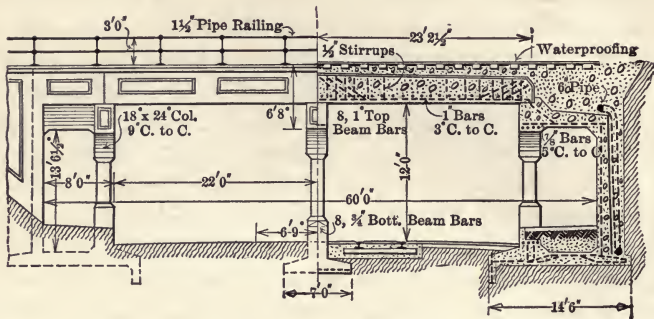 3'0"
1½" Pipe Railing
23'2½"
½" Stirrups
Waterproofing
6" Pipe
18" x 24" Col.
9" C. to C.
6'8"
8, 1" Top
Beam Bars
1" Bars
3" C. to C.
⅞" Bars
5" C. to C.
13'6½"
8'0"
22'0"
12'0"
60'0"
6'9"
8, ¾" Bott. Beam Bars
7'0"
14'6"